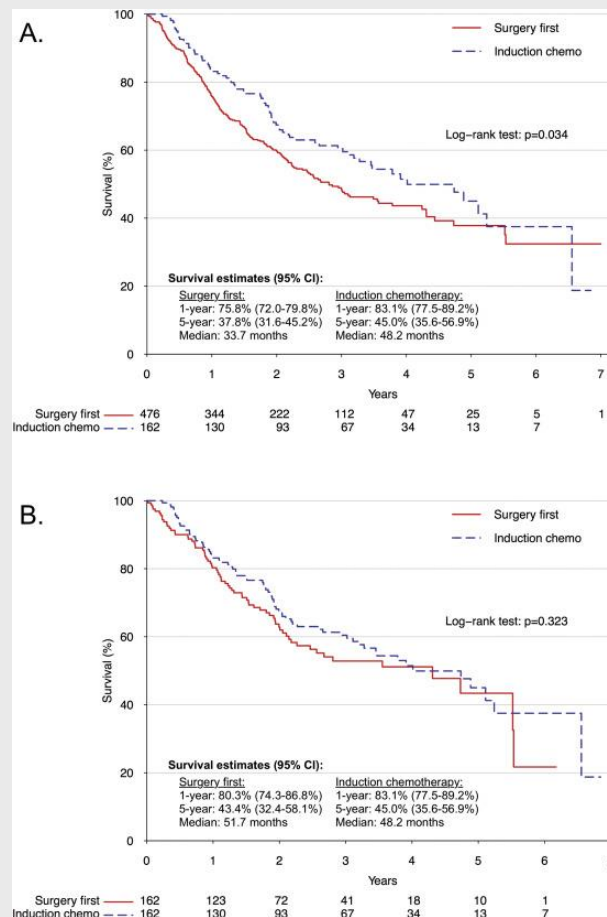 A.
Surgery first
Induction chemo
Log-rank test: p=0.034
Survival (%)
100
80
60
40
20
0
Survival estimates (95% CI):
Surgery first: Induction chemotherapy:
1-year: 75.8% (72.0-79.8%) 1-year: 83.1% (77.5-89.2%)
5-year: 37.8% (31.6-45.2%) 5-year: 45.0% (35.6-56.9%)
Median: 33.7 months Median: 48.2 months
0 1 2 3 4 5 6 7
Years
Surgery first 476 344 222 112 47 25 5 1
Induction chemo 162 130 93 67 34 13 7
B.
Surgery first
Induction chemo
Log-rank test: p=0.323
Survival (%)
100
80
60
40
20
0
Survival estimates (95% CI):
Surgery first: Induction chemotherapy:
1-year: 80.3% (74.3-86.8%) 1-year: 83.1% (77.5-89.2%)
5-year: 43.4% (32.4-58.1%) 5-year: 45.0% (35.6-56.9%)
Median: 51.7 months Median: 48.2 months
0 1 2 3 4 5 6
Years
Surgery first 162 123 72 41 18 10 1
Induction chemo 162 130 93 67 34 13 7